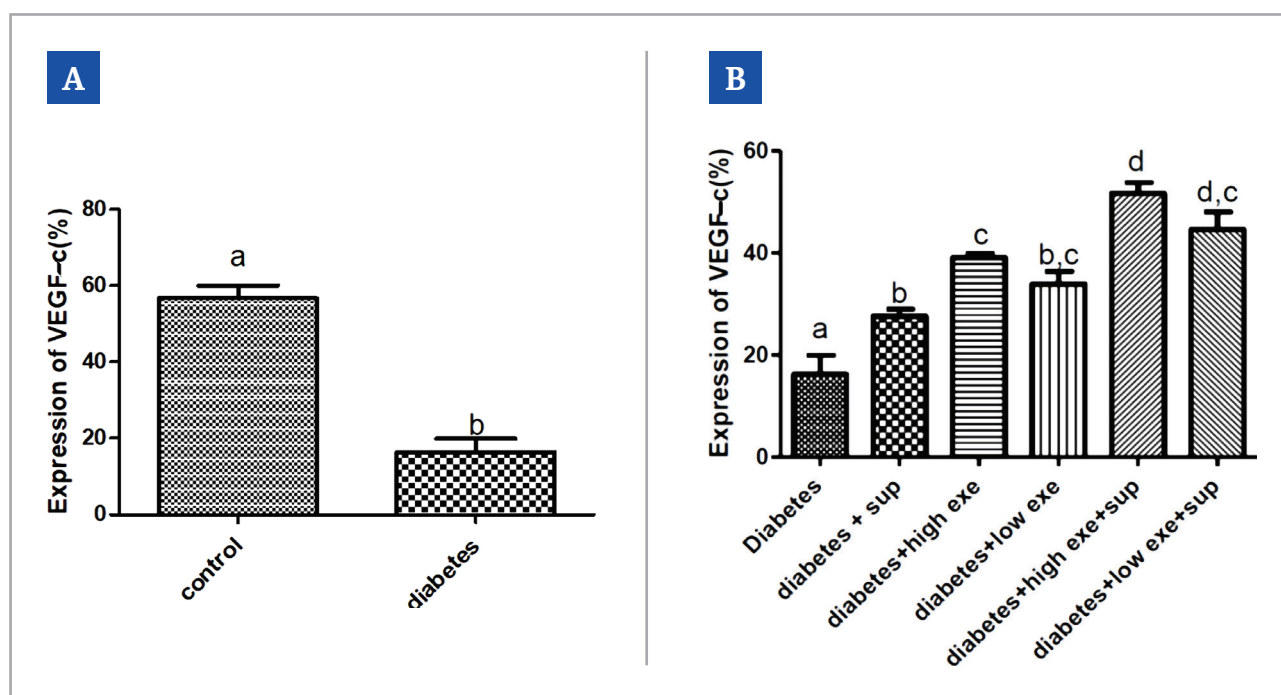 A
Expression of VEGF–c(%)
80
60
40
20
0
a
b
control
diabetes
B
Expression of VEGF–c(%)
60
40
20
0
a
b
c
b,c
d
d,c
Diabetes
diabetes + sup
diabetes+high exe
diabetes+low exe
diabetes+high exe+sup
diabetes+low exe+sup